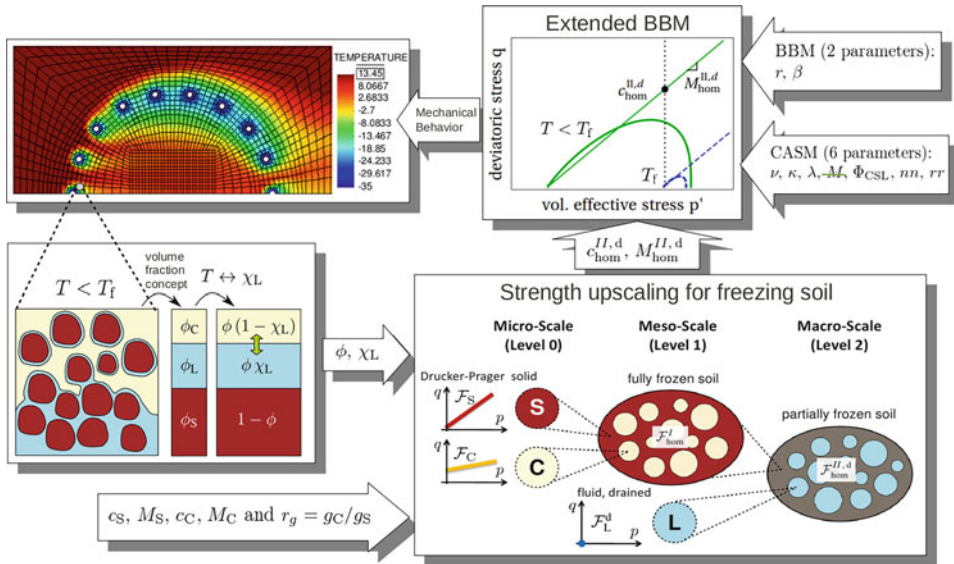 TEMPERATURE
13.45
8.0667
2.6833
-2.7
-8.0833
-13.467
-18.85
-24.233
-29.617
-35
Mechanical
Behavior
Extended BBM
deviatoric stress q
c_hom^{II,d}
M_hom^{II,d}
T < T_f
T_f
vol. effective stress p'
BBM (2 parameters):
r, β
CASM (6 parameters):
ν, κ, λ, M, Φ_CSL, nn, rr
c_hom^{II,d}, M_hom^{II,d}
volume
fraction
concept
T ↔ χ_L
T < T_f
ϕ_C
ϕ_L
ϕ_S
ϕ(1 − χ_L)
ϕ χ_L
1 − ϕ
ϕ, χ_L
c_S, M_S, c_C, M_C and r_g = g_C/g_S
Strength upscaling for freezing soil
Micro-Scale
(Level 0)
Meso-Scale
(Level 1)
Macro-Scale
(Level 2)
Drucker-Prager solid
q
F_S
p
S
q
F_C
p
C
fully frozen soil
F_hom^I
fluid, drained
q
F_L^d
p
L
partially frozen soil
F_hom^{II,d}